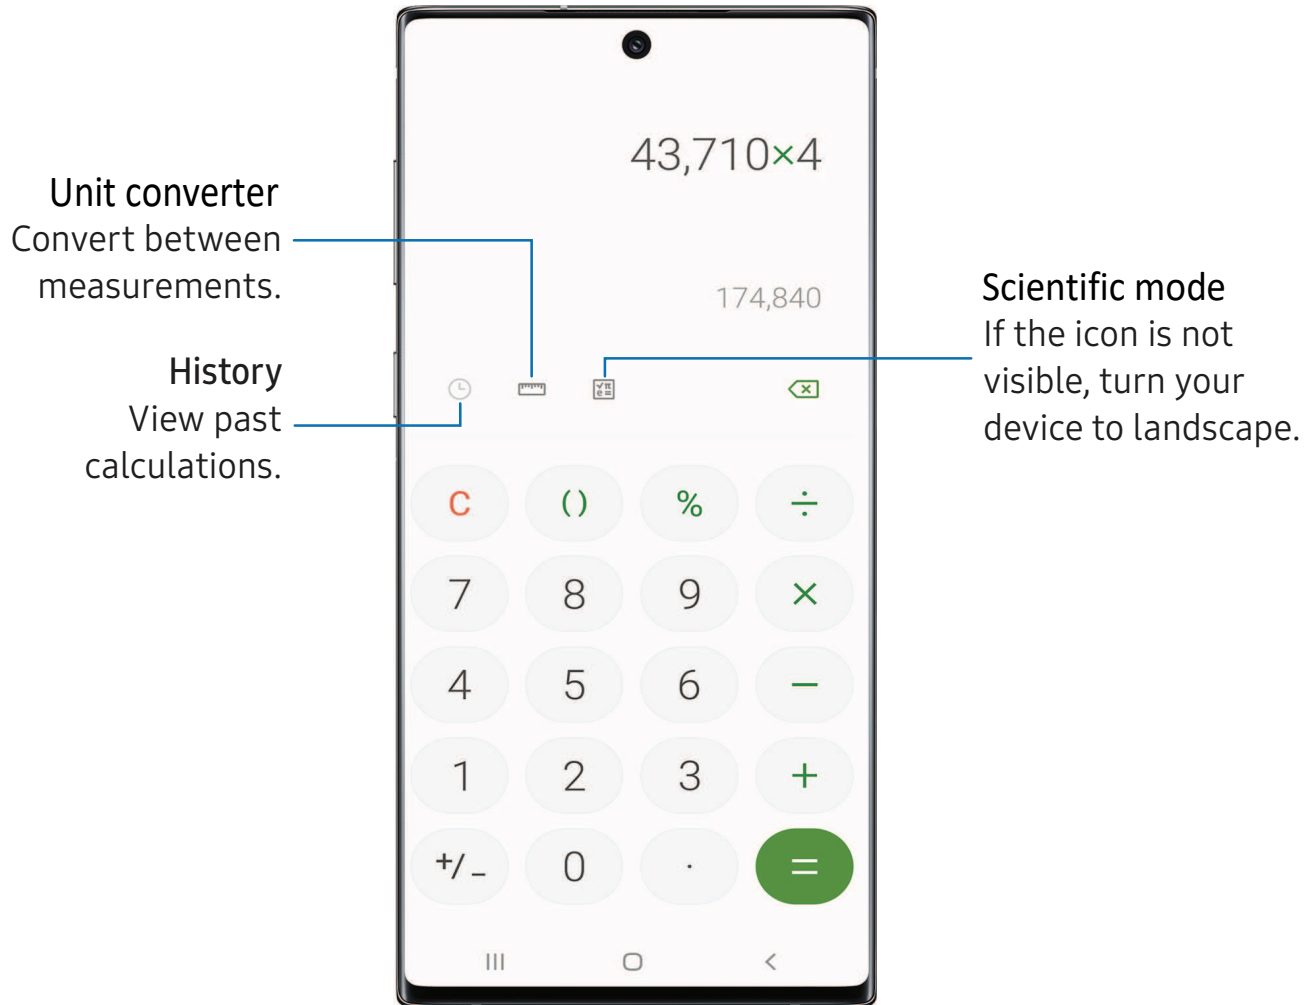 43,710×4
174,840
Unit converter
Convert between
measurements.
History
View past
calculations.
Scientific mode
If the icon is not
visible, turn your
device to landscape.
√π
e=
C
()
%
÷
7
8
9
×
4
5
6
−
1
2
3
+
+/-
0
.
=